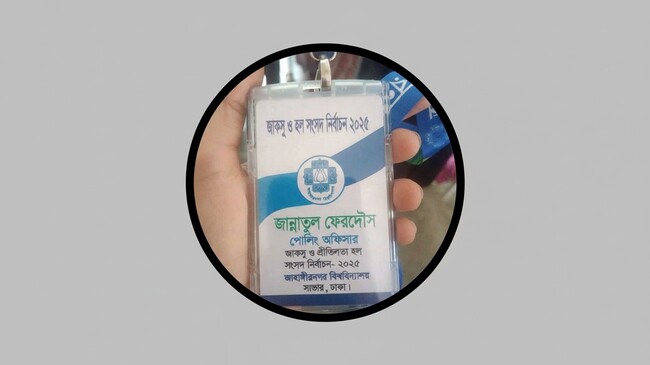 জাকসু ও হল সংসদ নির্বাচন ২০২৫
জান্নাতুল ফেরদৌস
পোলিং অফিসার
জাকসু ও প্রীতিলতা হল
সংসদ নির্বাচন- ২০২৫
জাহাঙ্গীরনগর বিশ্ববিদ্যালয়
সাভার, ঢাকা।